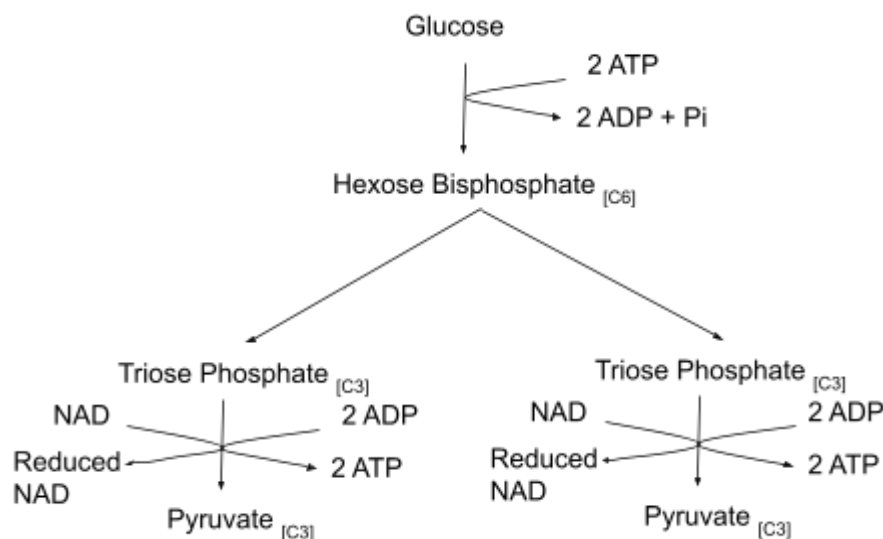 Glucose
2 ATP
2 ADP + Pi
Hexose Bisphosphate [C6]
Triose Phosphate [C3]
NAD
2 ADP
Reduced
NAD
2 ATP
Pyruvate [C3]
Triose Phosphate [C3]
NAD
2 ADP
Reduced
NAD
2 ATP
Pyruvate [C3]